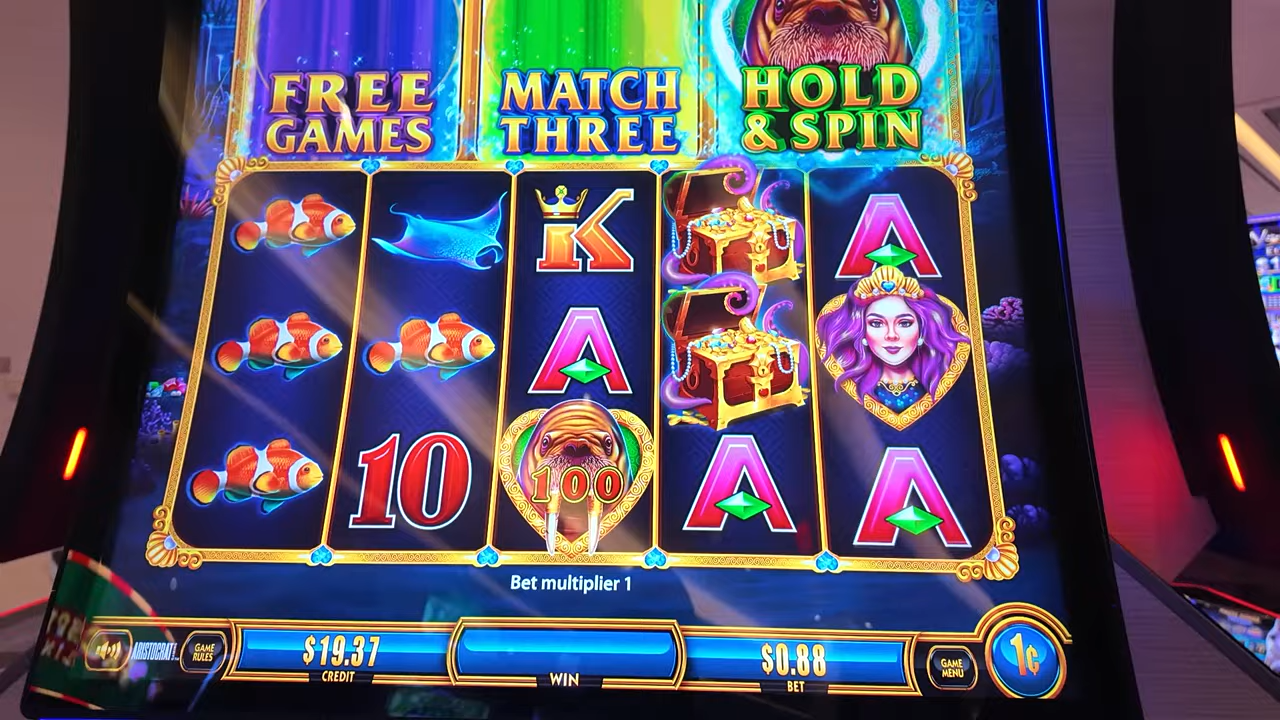 FREE
GAMES
MATCH
THREE
HOLD
& SPIN
K
A
A
100
10
A
A
Bet multiplier 1
ARISTOCRAT
GAME
RULES
$19.37
CREDIT
WIN
$0.88
BET
GAME
MENU
1¢